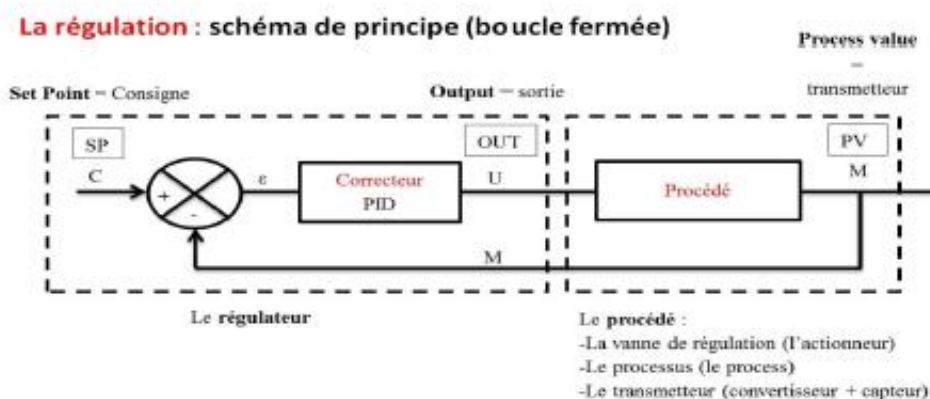 La régulation : schéma de principe (boucle fermée)
Process value
=
transmetteur
Set Point = Consigne
Output = sortie
SP
OUT
PV
C
+
-
ε
Correcteur
PID
U
Procédé
M
M
Le régulateur
Le procédé :
-La vanne de régulation (l'actionneur)
-Le processus (le process)
-Le transmetteur (convertisseur + capteur)